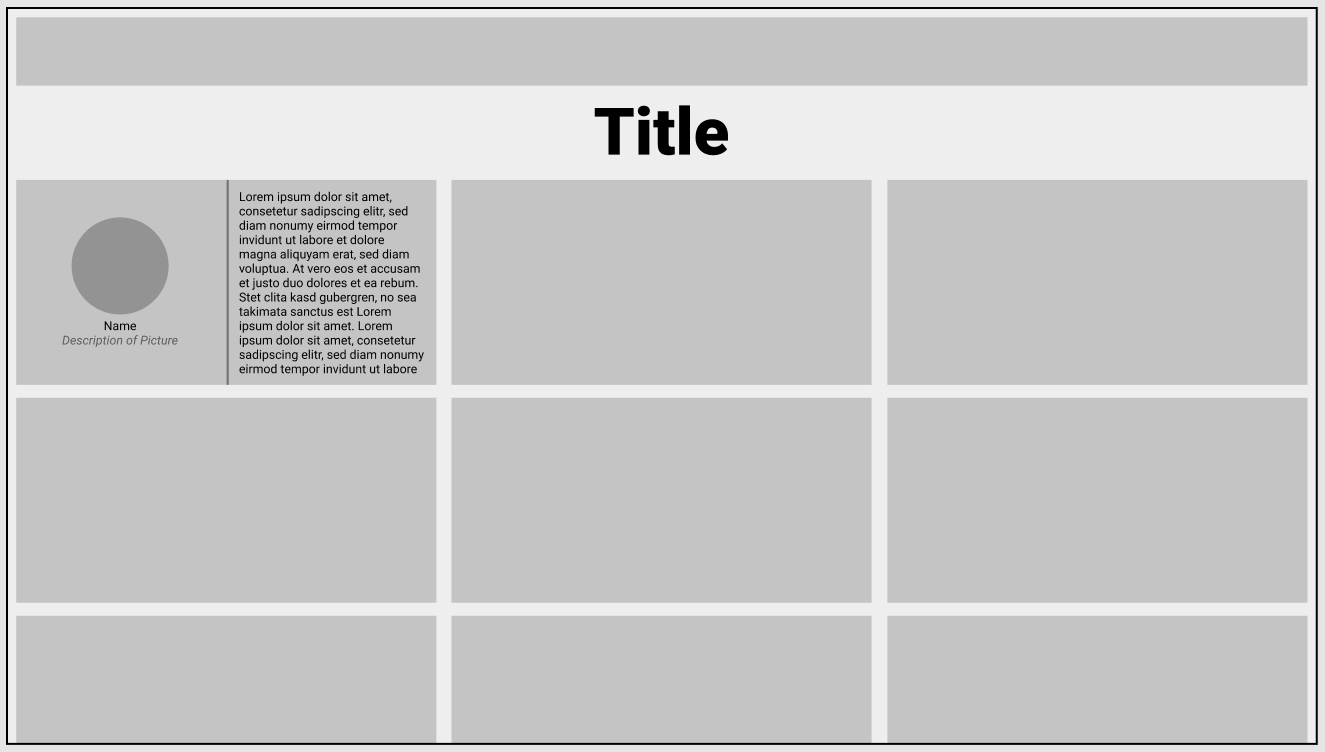 Title
Name
Description of Picture
Lorem ipsum dolor sit amet,
consetetur sadipscing elitr, sed
diam nonumy eirmod tempor
invidunt ut labore et dolore
magna aliquyam erat, sed diam
voluptua. At vero eos et accusam
et justo duo dolores et ea rebum.
Stet clita kasd gubergren, no sea
takimata sanctus est Lorem
ipsum dolor sit amet. Lorem
ipsum dolor sit amet, consetetur
sadipscing elitr, sed diam nonumy
eirmod tempor invidunt ut labore